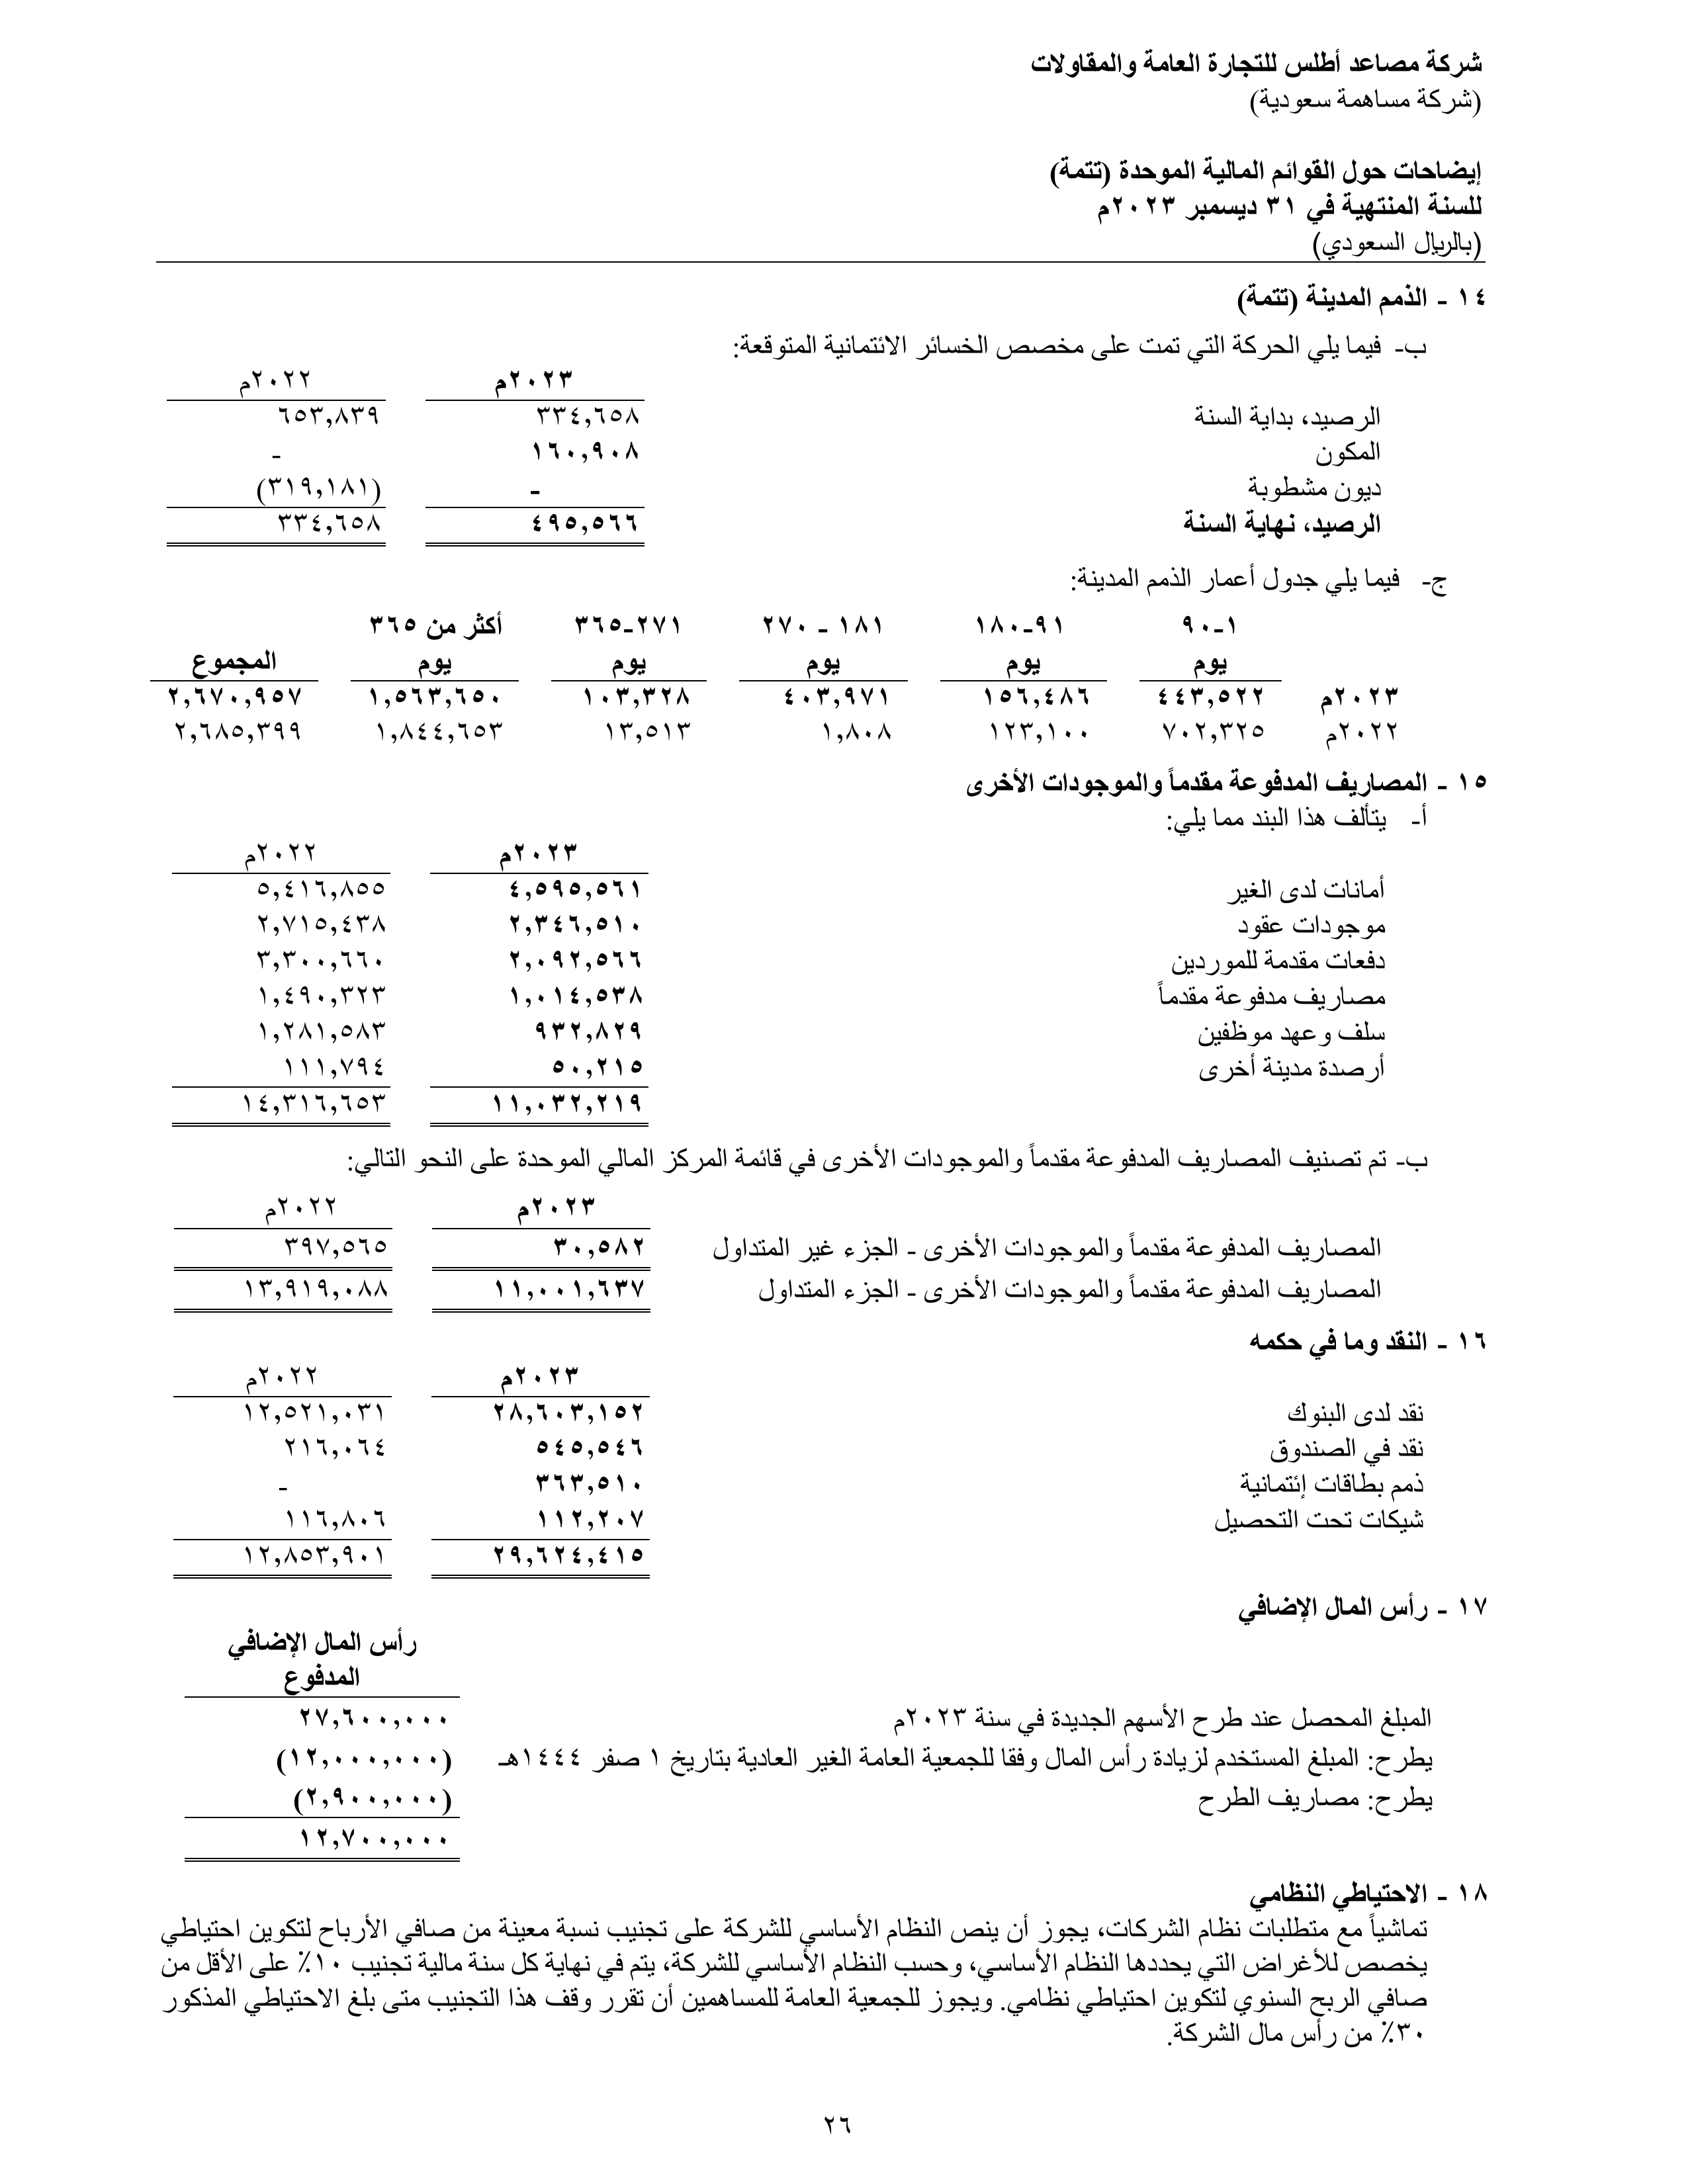 شركة مصاعد أطلس للتجارة العامة والمقاولات
(شركة مساهمة سعودية)
إيضاحات حول القوائم المالية الموحدة (تتمة)
للسنة المنتهية في ٣١ ديسمبر ٢٠٢٣م
(بالريال السعودي)
١٤ - الذمم المدينة (تتمة)
ب- فيما يلي الحركة التي تمت على مخصص الخسائر الائتمانية المتوقعة:
٢٠٢٣م ٢٠٢٢م
الرصيد، بداية السنة ٣٣٤,٦٥٨ ٦٥٣,٨٣٩
المكون ١٦٠,٩٠٨ -
ديون مشطوبة - (٣١٩,١٨١)
الرصيد، نهاية السنة ٤٩٥,٥٦٦ ٣٣٤,٦٥٨
ج- فيما يلي جدول أعمار الذمم المدينة:
١-٩٠ ٩١-١٨٠ ١٨١ - ٢٧٠ ٢٧١-٣٦٥ أكثر من ٣٦٥
يوم يوم يوم يوم يوم المجموع
٢٠٢٣م ٤٤٣,٥٢٢ ١٥٦,٤٨٦ ٤٠٣,٩٧١ ١٠٣,٣٢٨ ١,٥٦٣,٦٥٠ ٢,٦٧٠,٩٥٧
٢٠٢٢م ٧٠٢,٣٢٥ ١٢٣,١٠٠ ١,٨٠٨ ١٣,٥١٣ ١,٨٤٤,٦٥٣ ٢,٦٨٥,٣٩٩
١٥ - المصاريف المدفوعة مقدماً والموجودات الأخرى
أ- يتألف هذا البند مما يلي:
٢٠٢٣م ٢٠٢٢م
أمانات لدى الغير ٤,٥٩٥,٥٦١ ٥,٤١٦,٨٥٥
موجودات عقود ٢,٣٤٦,٥١٠ ٢,٧١٥,٤٣٨
دفعات مقدمة للموردين ٢,٠٩٢,٥٦٦ ٣,٣٠٠,٦٦٠
مصاريف مدفوعة مقدماً ١,٠١٤,٥٣٨ ١,٤٩٠,٣٢٣
سلف وعهد موظفين ٩٣٢,٨٢٩ ١,٢٨١,٥٨٣
أرصدة مدينة أخرى ٥٠,٢١٥ ١١١,٧٩٤
١١,٠٣٢,٢١٩ ١٤,٣١٦,٦٥٣
ب- تم تصنيف المصاريف المدفوعة مقدماً والموجودات الأخرى في قائمة المركز المالي الموحدة على النحو التالي:
٢٠٢٣م ٢٠٢٢م
المصاريف المدفوعة مقدماً والموجودات الأخرى - الجزء غير المتداول ٣٠,٥٨٢ ٣٩٧,٥٦٥
المصاريف المدفوعة مقدماً والموجودات الأخرى - الجزء المتداول ١١,٠٠١,٦٣٧ ١٣,٩١٩,٠٨٨
١٦ - النقد وما في حكمه
٢٠٢٣م ٢٠٢٢م
نقد لدى البنوك ٢٨,٦٠٣,١٥٢ ١٢,٥٢١,٠٣١
نقد في الصندوق ٥٤٥,٥٤٦ ٢١٦,٠٦٤
ذمم بطاقات إئتمانية ٣٦٣,٥١٠ -
شيكات تحت التحصيل ١١٢,٢٠٧ ١١٦,٨٠٦
٢٩,٦٢٤,٤١٥ ١٢,٨٥٣,٩٠١
١٧ - رأس المال الإضافي
رأس المال الإضافي
المدفوع
المبلغ المحصل عند طرح الأسهم الجديدة في سنة ٢٠٢٣م ٢٧,٦٠٠,٠٠٠
يطرح: المبلغ المستخدم لزيادة رأس المال وفقا للجمعية العامة الغير العادية بتاريخ ١ صفر ١٤٤٤هـ (١٢,٠٠٠,٠٠٠)
يطرح: مصاريف الطرح (٢,٩٠٠,٠٠٠)
١٢,٧٠٠,٠٠٠
١٨ - الاحتياطي النظامي
تماشياً مع متطلبات نظام الشركات، يجوز أن ينص النظام الأساسي للشركة على تجنيب نسبة معينة من صافي الأرباح لتكوين احتياطي
يخصص للأغراض التي يحددها النظام الأساسي، وحسب النظام الأساسي للشركة، يتم في نهاية كل سنة مالية تجنيب ١٠٪ على الأقل من
صافي الربح السنوي لتكوين احتياطي نظامي. ويجوز للجمعية العامة للمساهمين أن تقرر وقف هذا التجنيب متى بلغ الاحتياطي المذكور
٣٠٪ من رأس مال الشركة.
٢٦